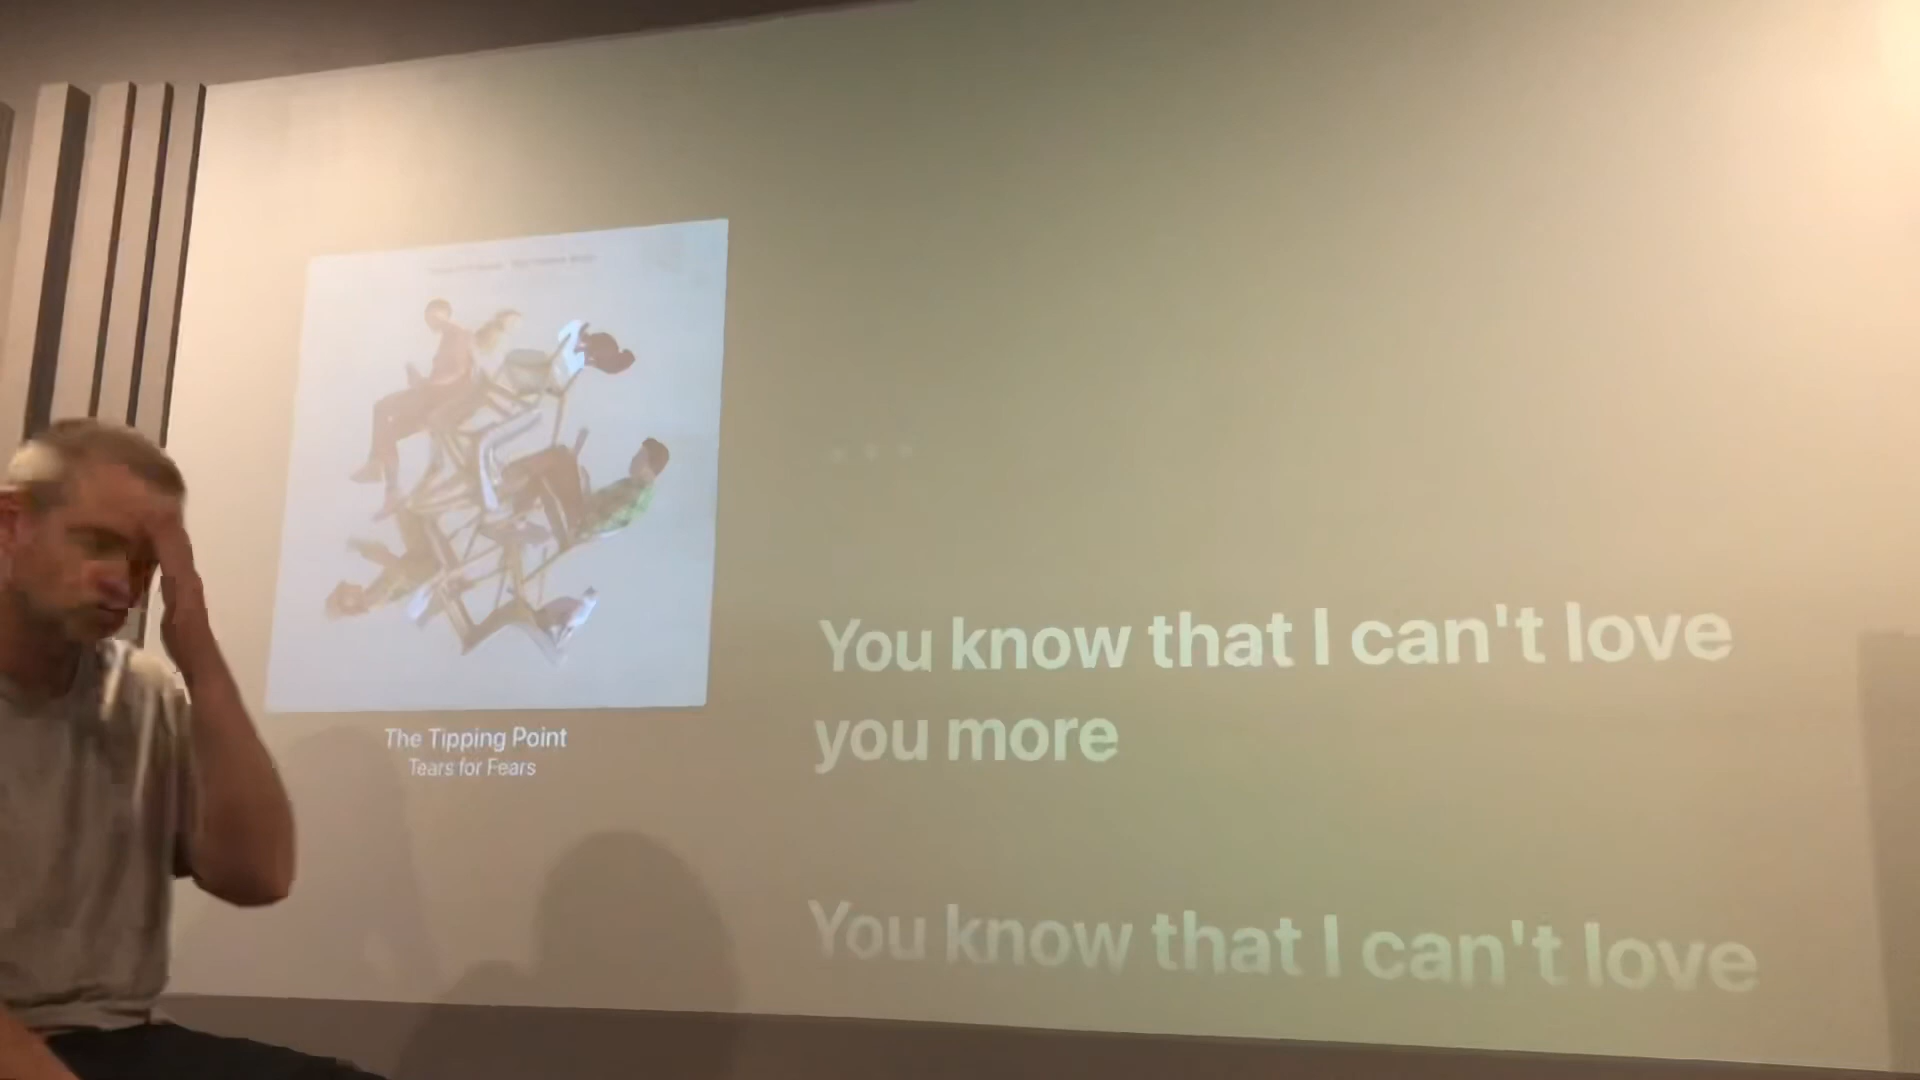 The Tipping Point
Tears for Fears
You know that I can't love
you more
You know that I can't love